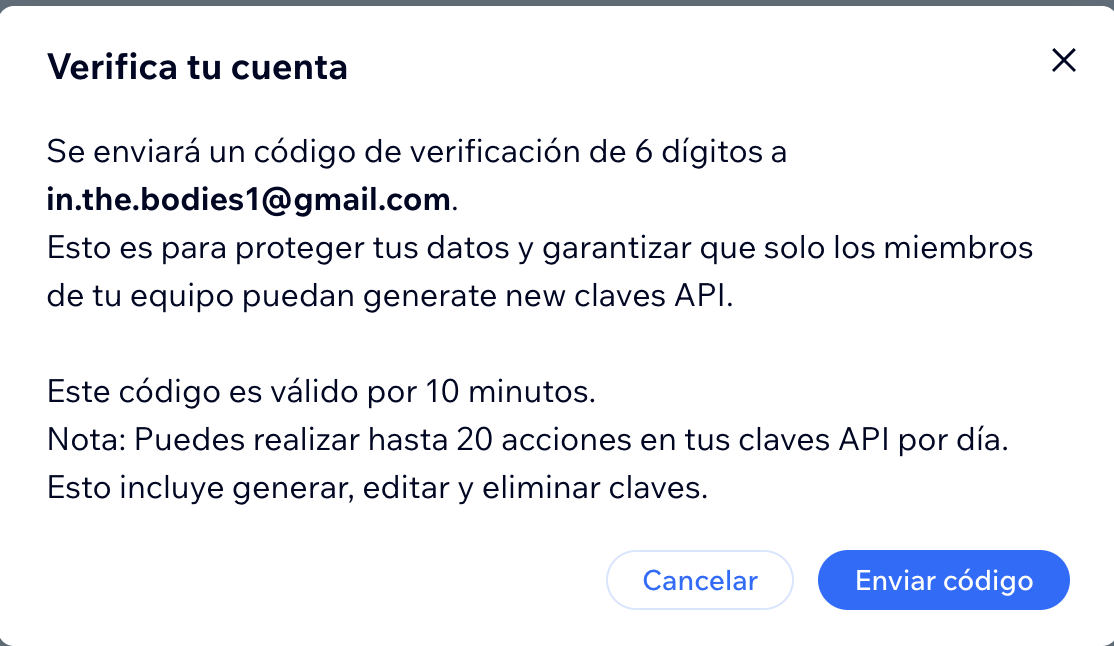 Verifica tu cuenta
Se enviará un código de verificación de 6 dígitos a
in.the.bodies1@gmail.com.
Esto es para proteger tus datos y garantizar que solo los miembros
de tu equipo puedan generate new claves API.
Este código es válido por 10 minutos.
Nota: Puedes realizar hasta 20 acciones en tus claves API por día.
Esto incluye generar, editar y eliminar claves.
Cancelar
Enviar código